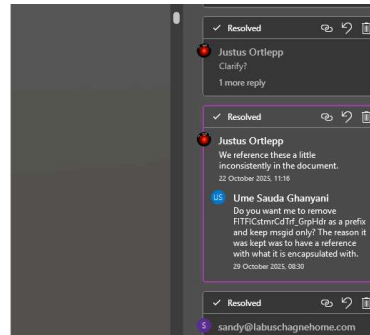 Resolved
Justus Ortlepp
Clarify?
1 more reply
Resolved
Justus Ortlepp
We reference these a little
inconsistently in the document.
22 October 2025, 11:16
US
Ume Sauda Ghanyani
Do you want me to remove
FITFICstmrCdTrf_GrpHdr as a prefix
and keep msgid only? The reason it
was kept was to have a reference
with what it is encapsulated with.
29 October 2025, 08:30
Resolved
S
sandy@labuschagnehome.com